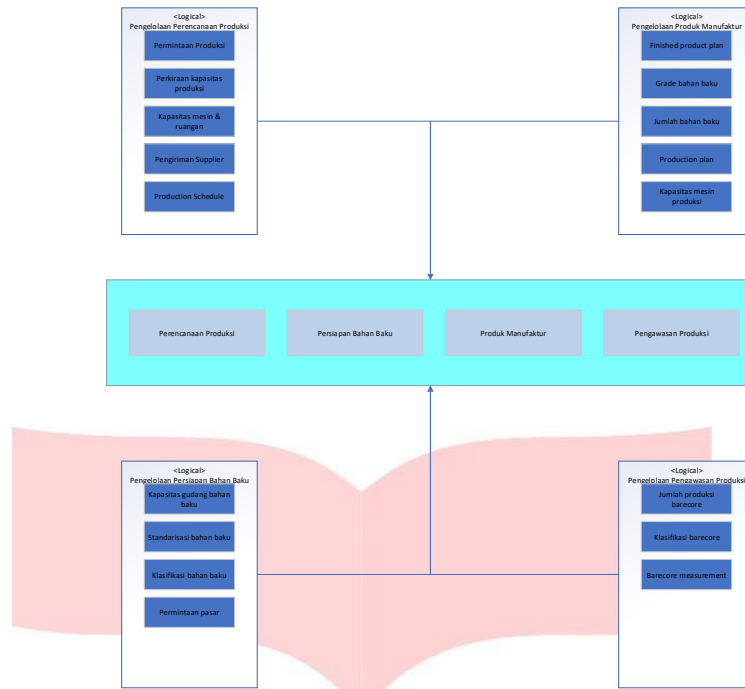 <Logical>
Pengelolaan Perencanaan Produksi
Permintaan Produksi
Perkiraan kapasitas
produksi
Kapasitas mesin &
ruangan
Pengiriman Supplier
Production Schedule
<Logical>
Pengelolaan Produk Manufaktur
Finished product plan
Grade bahan baku
Jumlah bahan baku
Production plan
Kapasitas mesin
produksi
Perencanaan Produksi
Persiapan Bahan Baku
Produk Manufaktur
Pengawasan Produksi
<Logical>
Pengelolaan Persiapan Bahan Baku
Kapasitas gudang bahan
baku
Standarisasi bahan baku
Klasifikasi bahan baku
Permintaan pasar
<Logical>
Pengelolaan Pengawasan Produksi
Jumlah produksi
barecore
Klasifikasi barecore
Barecore measurement